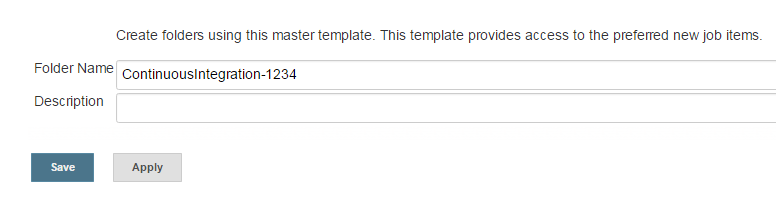 Create folders using this master template. This template provides access to the preferred new job items.
Folder Name ContinuousIntegration-1234
Description
Save Apply